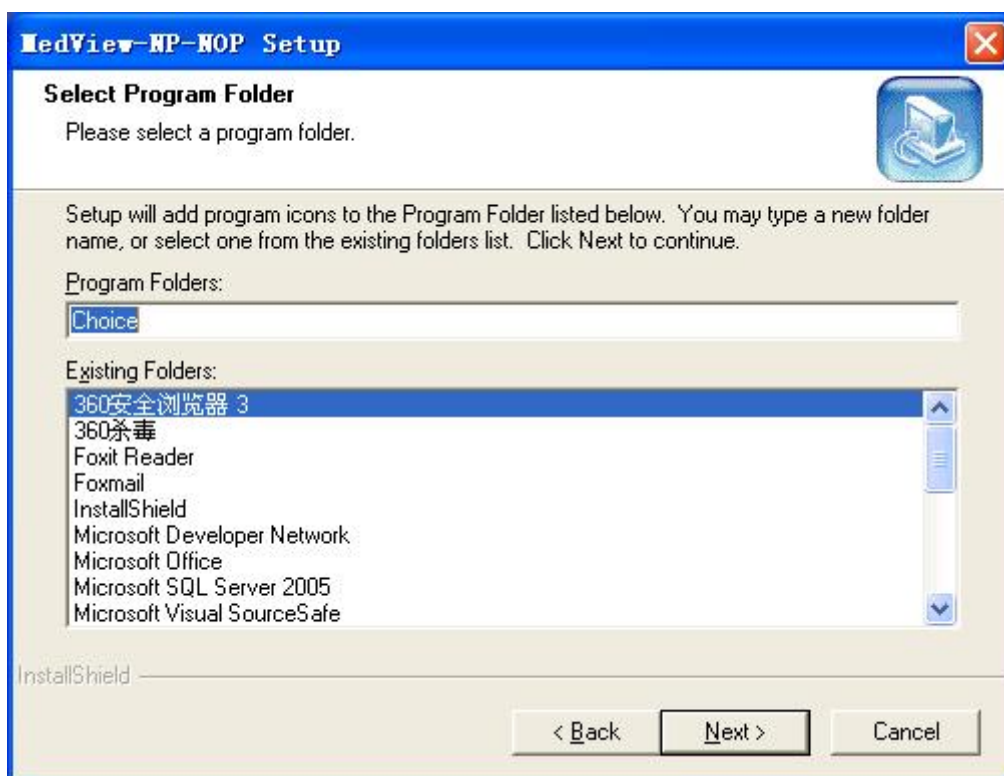 MedView-NP-NOP Setup
Select Program Folder
Please select a program folder.
Setup will add program icons to the Program Folder listed below.  You may type a new folder
name, or select one from the existing folders list.  Click Next to continue.
Program Folders:
Choice
Existing Folders:
360安全浏览器 3
360杀毒
Foxit Reader
Foxmail
InstallShield
Microsoft Developer Network
Microsoft Office
Microsoft SQL Server 2005
Microsoft Visual SourceSafe
InstallShield
< Back
Next >
Cancel